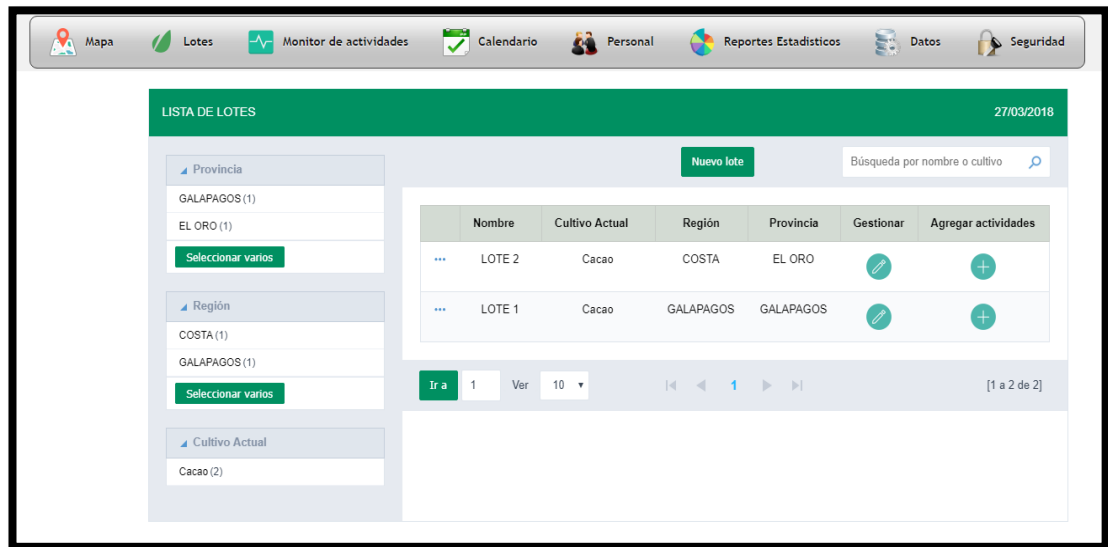 Mapa Lotes Monitor de actividades Calendario Personal Reportes Estadisticos Datos Seguridad
LISTA DE LOTES 27/03/2018
Provincia
GALAPAGOS (1)
EL ORO (1)
Seleccionar varios
Región
COSTA (1)
GALAPAGOS (1)
Seleccionar varios
Cultivo Actual
Cacao (2)
Nuevo lote Búsqueda por nombre o cultivo
Nombre Cultivo Actual Región Provincia Gestionar Agregar actividades
LOTE 2 Cacao COSTA EL ORO
LOTE 1 Cacao GALAPAGOS GALAPAGOS
Ir a 1 Ver 10 1 [1 a 2 de 2]